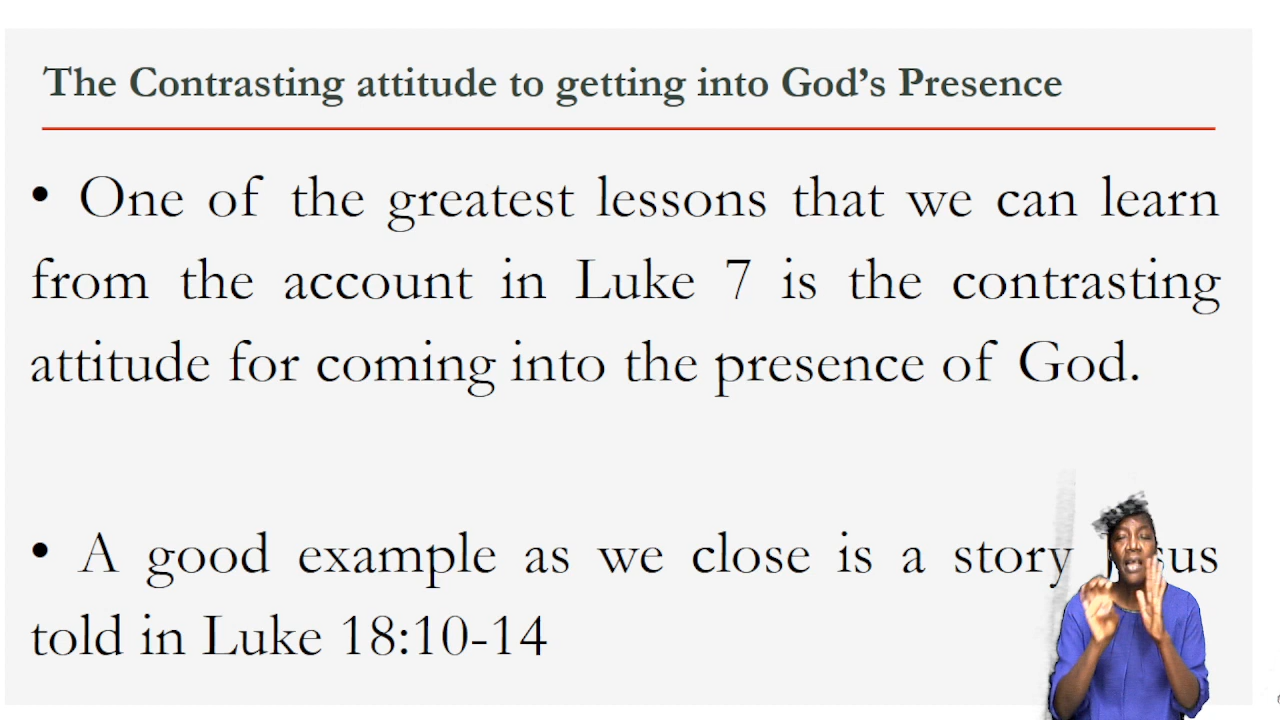 The Contrasting attitude to getting into God’s Presence
• One of the greatest lessons that we can learn
from the account in Luke 7 is the contrasting
attitude for coming into the presence of God.
• A good example as we close is a story Jesus
told in Luke 18:10-14